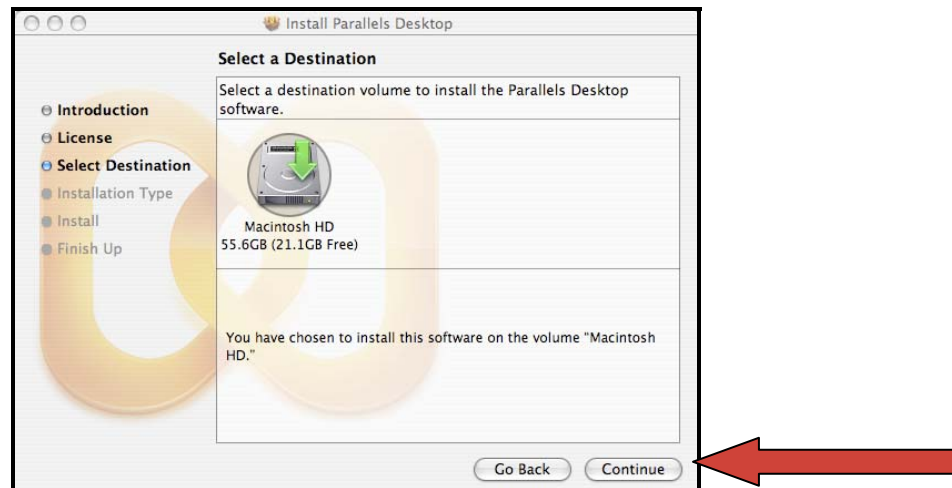 Install Parallels Desktop
Select a Destination
Introduction
License
Select Destination
Installation Type
Install
Finish Up
Select a destination volume to install the Parallels Desktop
software.
Macintosh HD
55.6GB (21.1GB Free)
You have chosen to install this software on the volume "Macintosh
HD."
Go Back
Continue